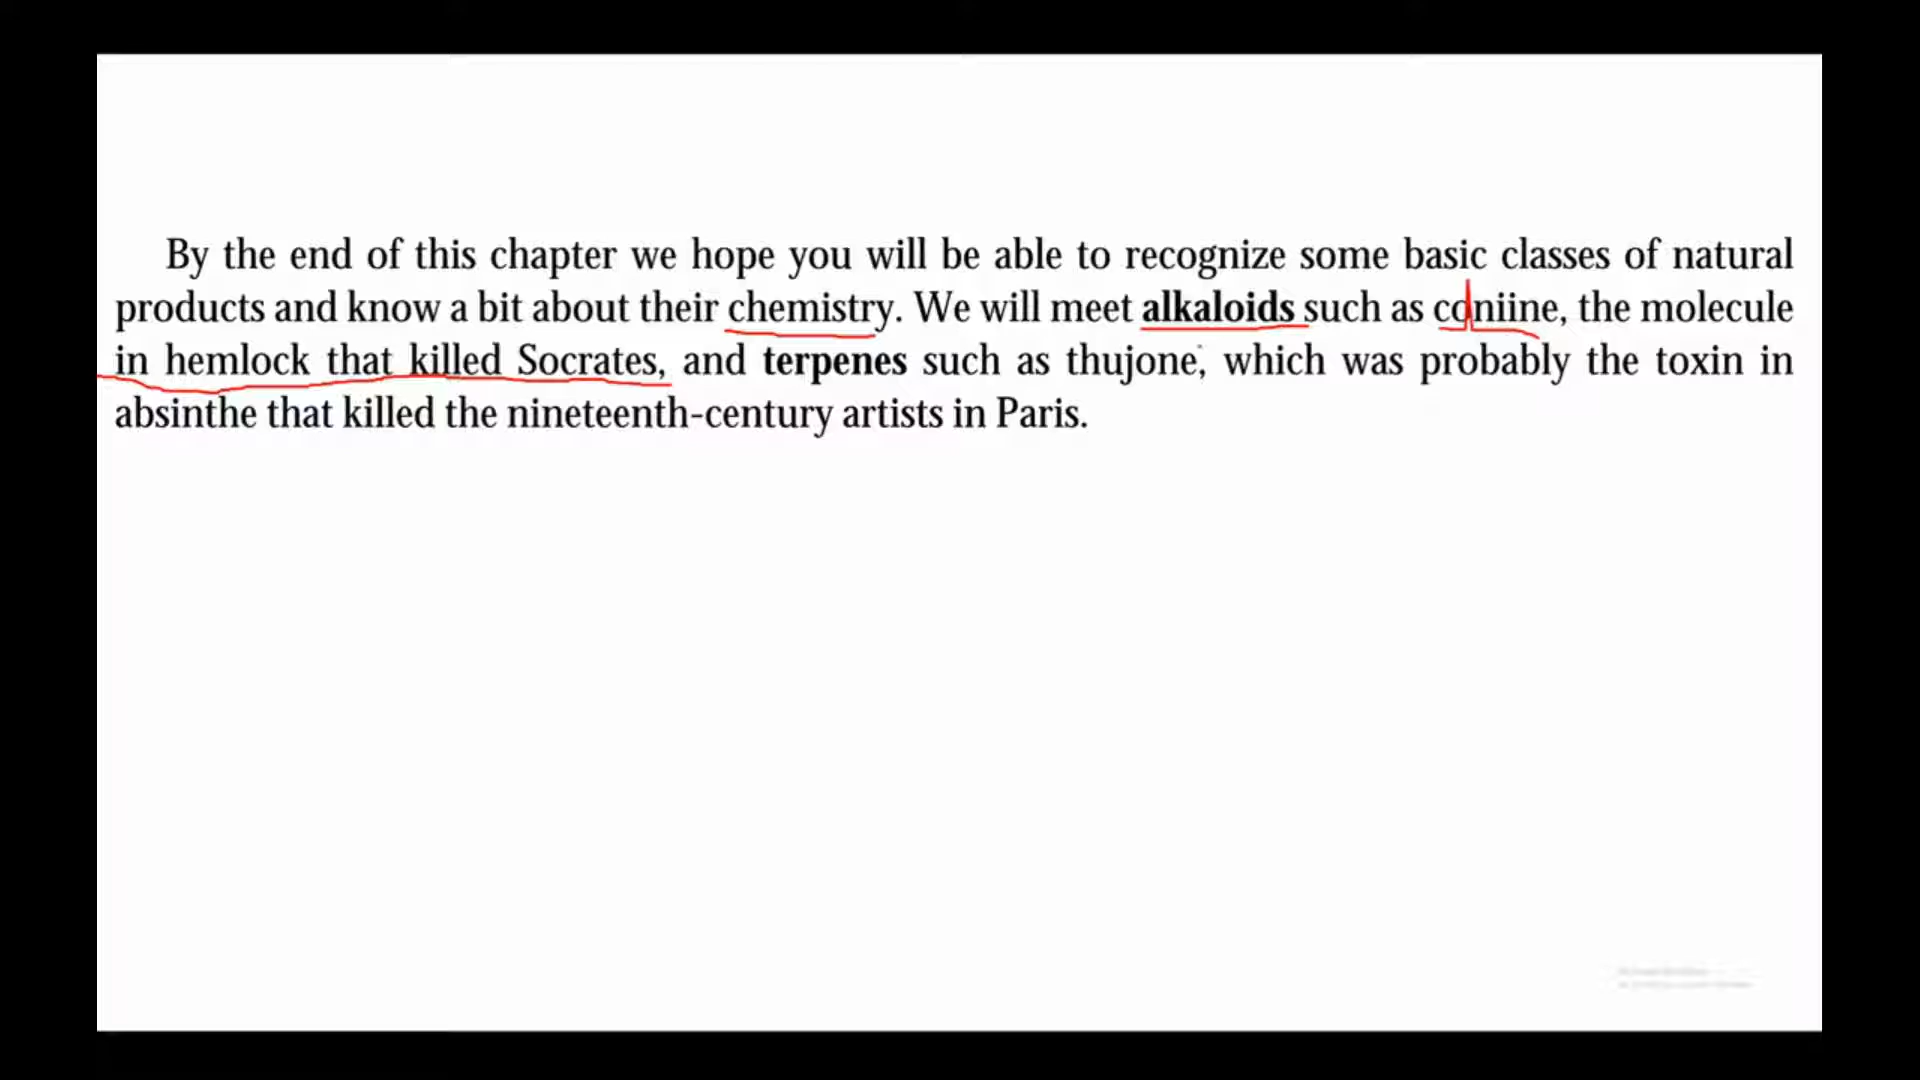 By the end of this chapter we hope you will be able to recognize some basic classes of natural
products and know a bit about their chemistry. We will meet alkaloids such as coniine, the molecule
in hemlock that killed Socrates, and terpenes such as thujone, which was probably the toxin in
absinthe that killed the nineteenth-century artists in Paris.